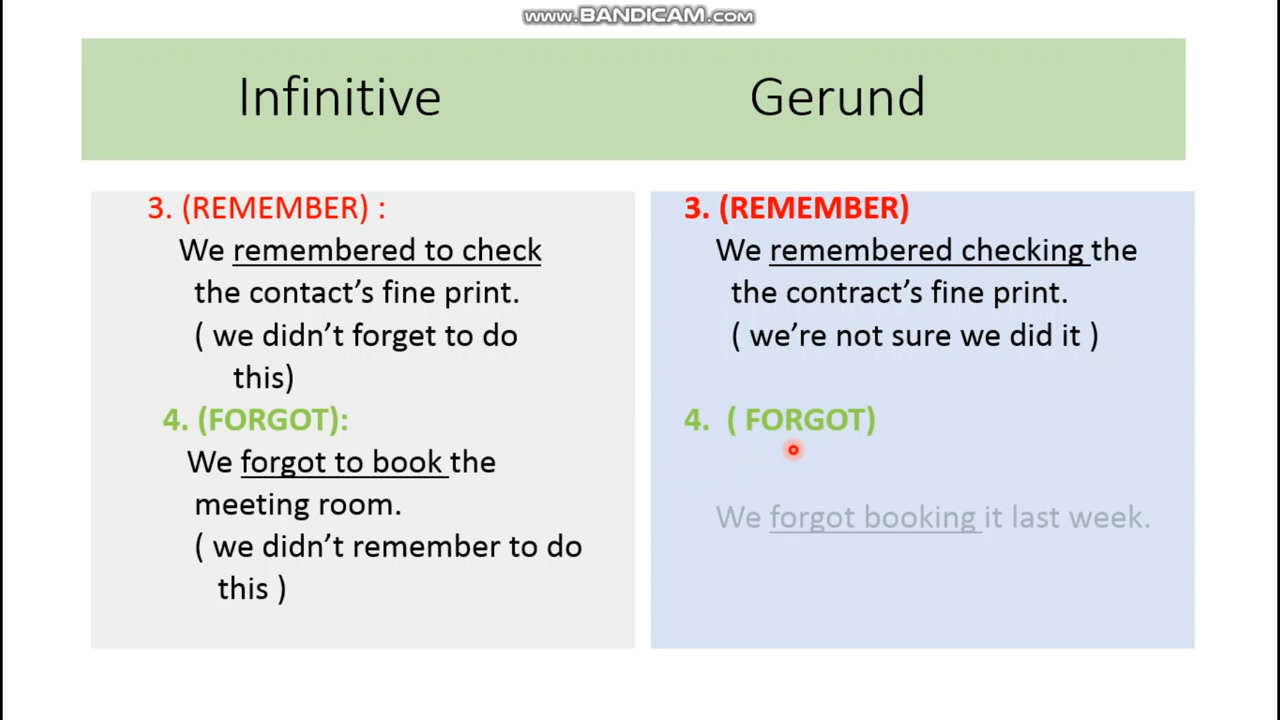 www.BANDICAM.com
Infinitive
Gerund
3. (REMEMBER) :
We remembered to check
the contact’s fine print.
( we didn’t forget to do
this)
4. (FORGOT):
We forgot to book the
meeting room.
( we didn’t remember to do
this )
3. (REMEMBER)
We remembered checking the
the contract’s fine print.
( we’re not sure we did it )
4. ( FORGOT)
We forgot booking it last week.